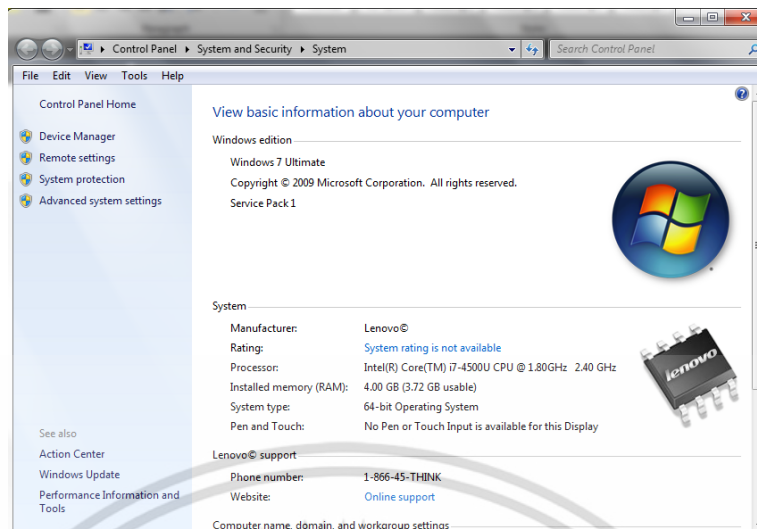 Control Panel ▸ System and Security ▸ System
Search Control Panel
File Edit View Tools Help
Control Panel Home
Device Manager
Remote settings
System protection
Advanced system settings
See also
Action Center
Windows Update
Performance Information and
Tools
View basic information about your computer
Windows edition
Windows 7 Ultimate
Copyright © 2009 Microsoft Corporation. All rights reserved.
Service Pack 1
System
Manufacturer: Lenovo©
Rating: System rating is not available
Processor: Intel(R) Core(TM) i7-4500U CPU @ 1.80GHz 2.40 GHz
Installed memory (RAM): 4.00 GB (3.72 GB usable)
System type: 64-bit Operating System
Pen and Touch: No Pen or Touch Input is available for this Display
lenovo
Lenovo© support
Phone number: 1-866-45-THINK
Website: Online support
Computer name, domain, and workgroup settings